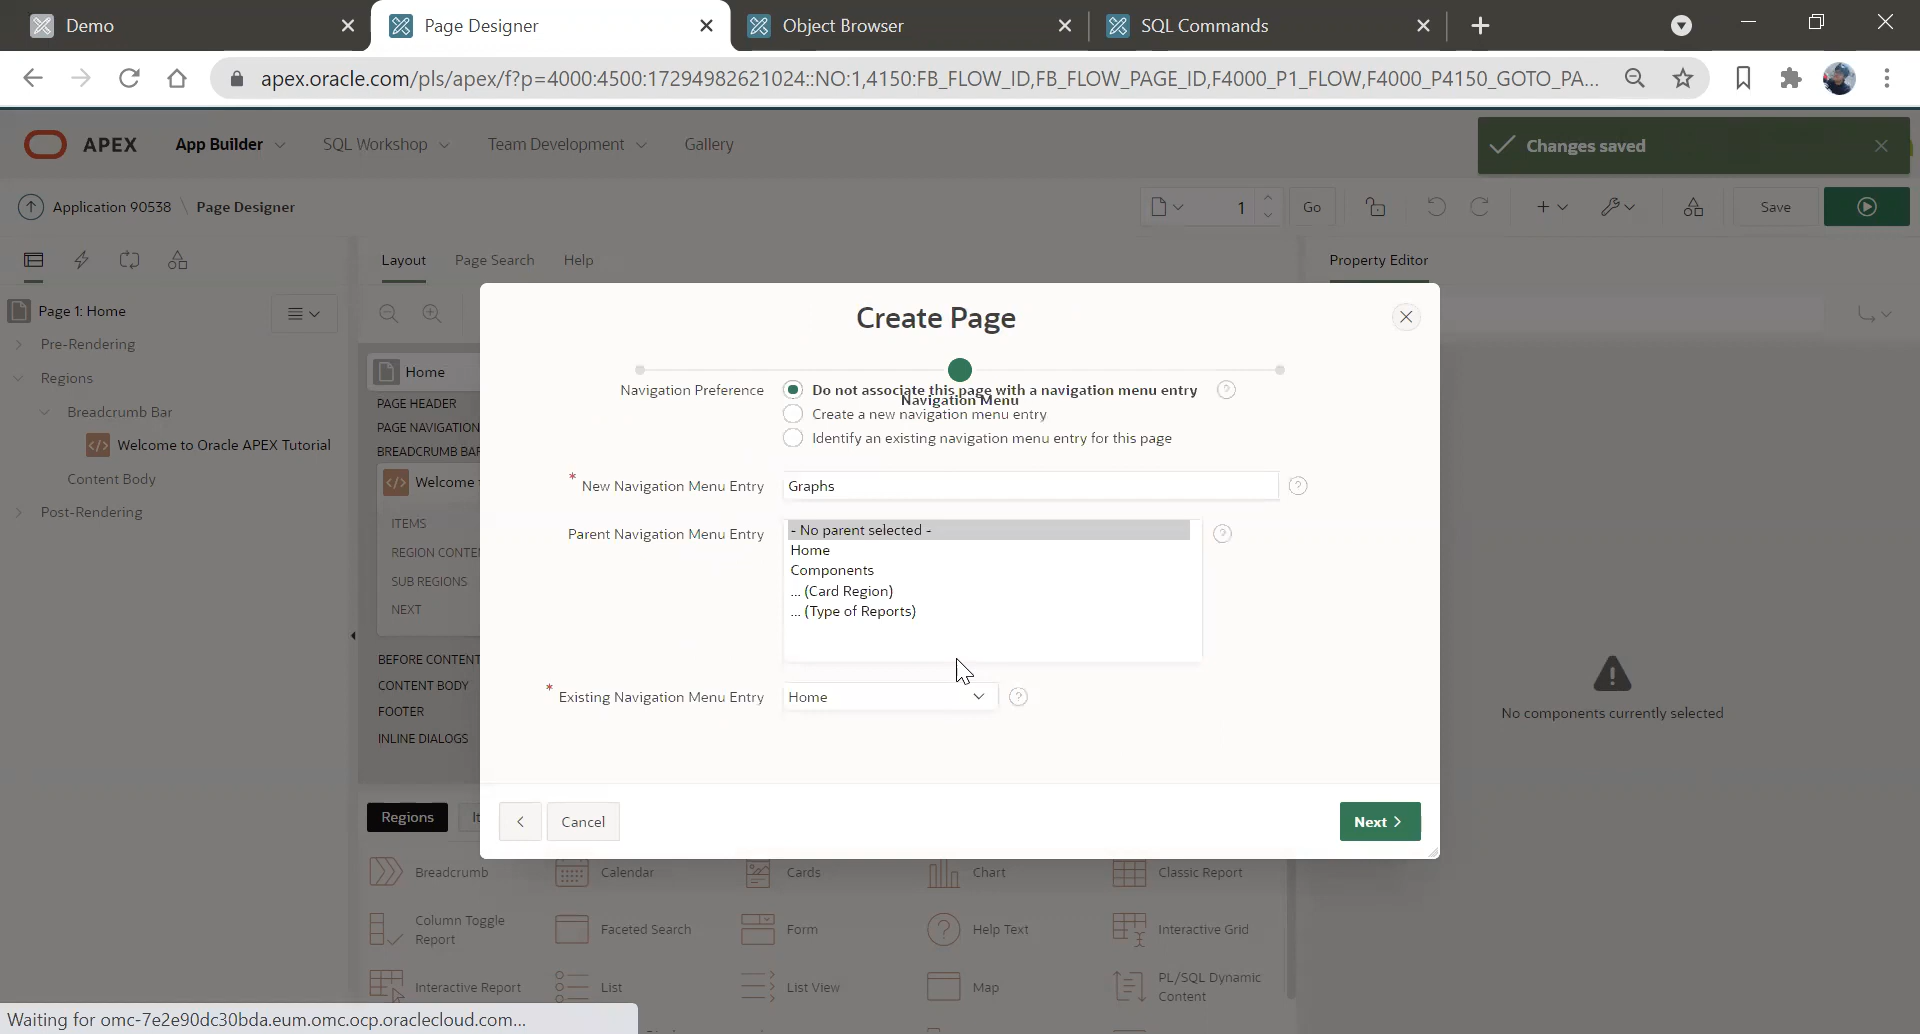 Demo
Page Designer
Object Browser
SQL Commands
apex.oracle.com/pls/apex/f?p=4000:4500:17294982621024::NO:1,4150:FB_FLOW_ID,FB_FLOW_PAGE_ID,F4000_P1_FLOW,F4000_P4150_GOTO_PA...
APEX
App Builder
SQL Workshop
Team Development
Gallery
Changes saved
Application 90538
Page Designer
1
Go
Save
Layout
Page Search
Help
Property Editor
Page 1: Home
Pre-Rendering
Regions
Breadcrumb Bar
Welcome to Oracle APEX Tutorial
Content Body
Post-Rendering
Home
PAGE HEADER
PAGE NAVIGATION
BREADCRUMB BAR
Welcome
ITEMS
REGION CONTE
SUB REGIONS
NEXT
BEFORE CONTENT
CONTENT BODY
FOOTER
INLINE DIALOGS
Create Page
Navigation Menu
Navigation Preference
Do not associate this page with a navigation menu entry
Create a new navigation menu entry
Identify an existing navigation menu entry for this page
* New Navigation Menu Entry
Graphs
Parent Navigation Menu Entry
- No parent selected -
Home
Components
... (Card Region)
... (Type of Reports)
* Existing Navigation Menu Entry
Home
Cancel
Next
No components currently selected
Regions
It
Breadcrumb
Calendar
Cards
Chart
Classic Report
Column Toggle
Report
Faceted Search
Form
Help Text
Interactive Grid
Interactive Report
List
List View
Map
PL/SQL Dynamic
Content
Waiting for omc-7e2e90dc30bda.eum.omc.ocp.oraclecloud.com...